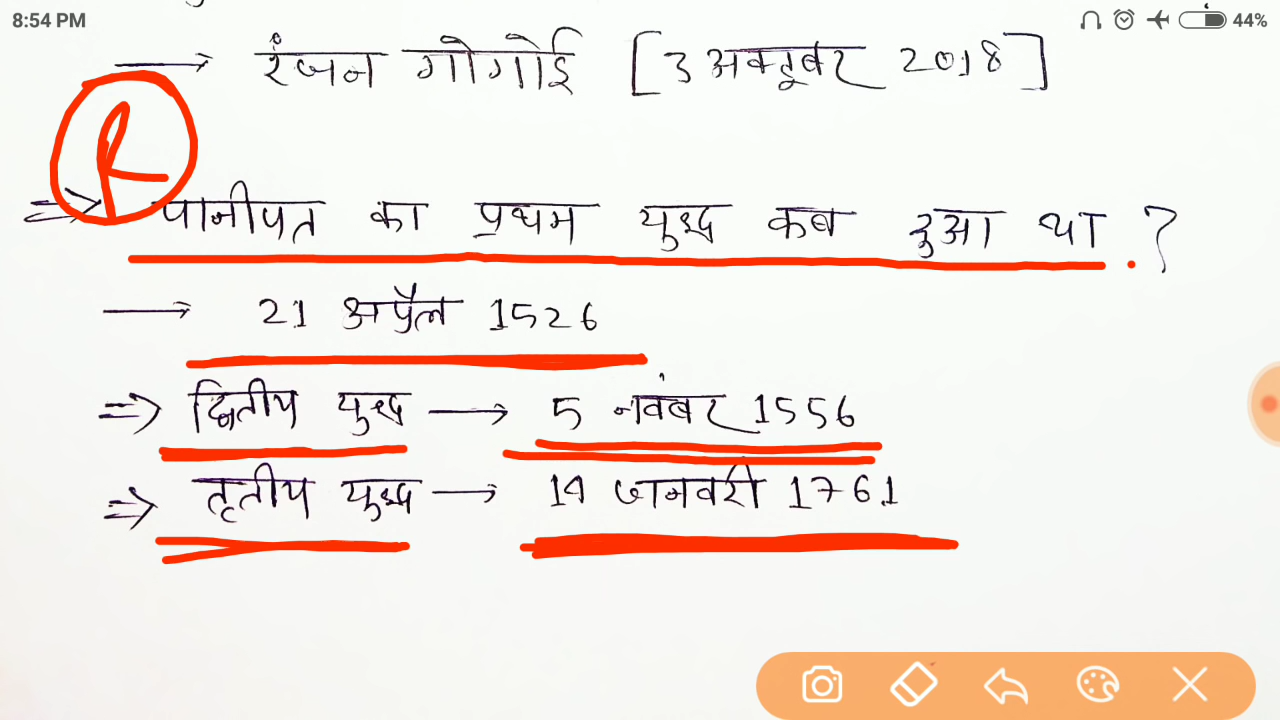 8:54 PM 44%
→ रंजन गोगोई [3 अक्टूबर 2018]
R
⇒ पानीपत का प्रथम युद्ध कब हुआ था ?
→ 21 अप्रैल 1526
⇒ द्वितीय युद्ध → 5 नवंबर 1556
⇒ तृतीय युद्ध → 14 जानवरी 1761